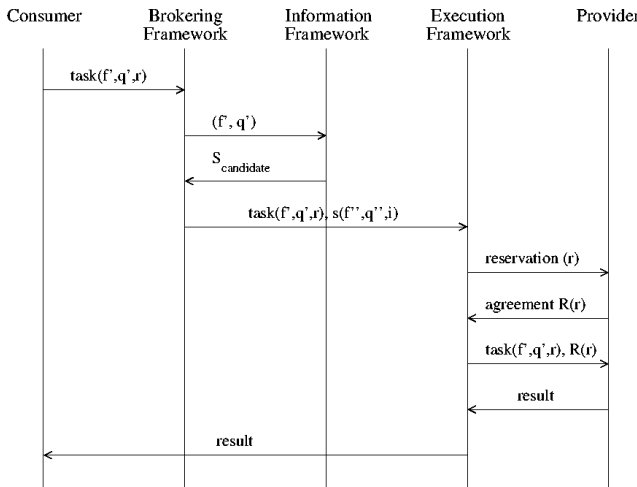 Consumer Brokering Information Execution Provider
Framework Framework Framework
task(f',q',r)
(f', q')
S candidate
task(f',q',r), s(f'',q'',i)
reservation (r)
agreement R(r)
task(f',q',r), R(r)
result
result